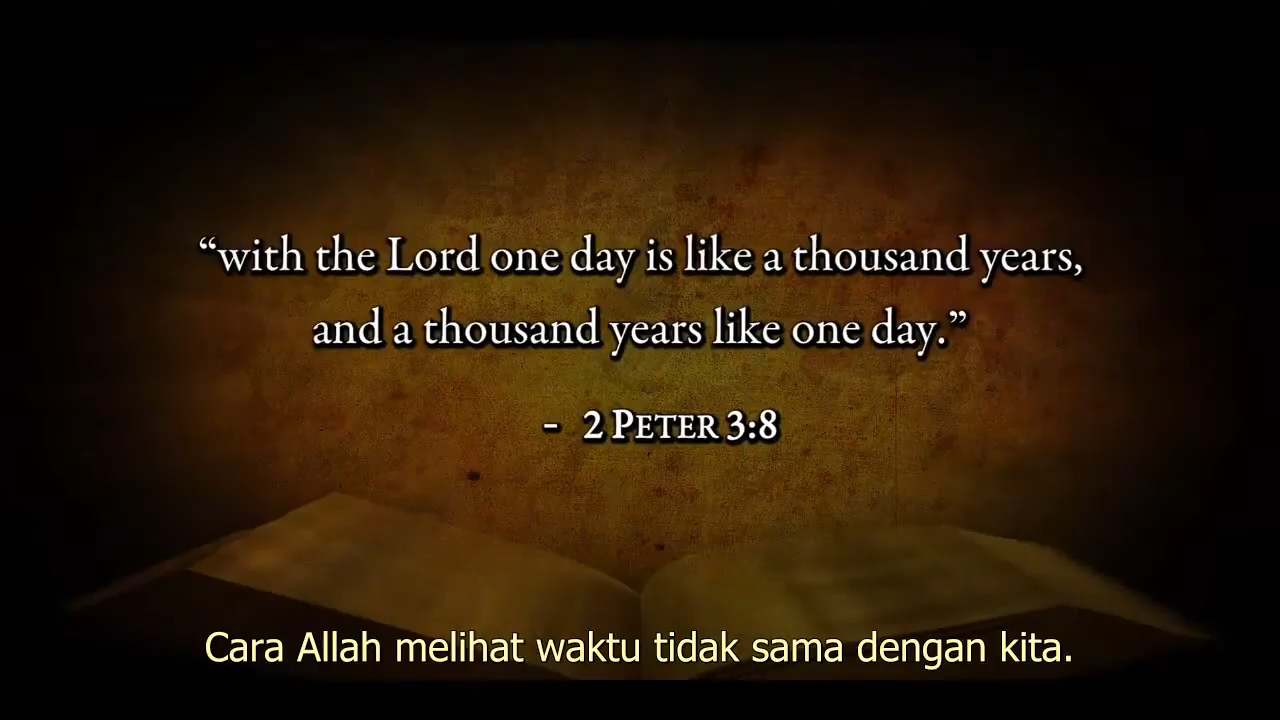 “with the Lord one day is like a thousand years,
and a thousand years like one day.”
- 2 PETER 3:8
Cara Allah melihat waktu tidak sama dengan kita.